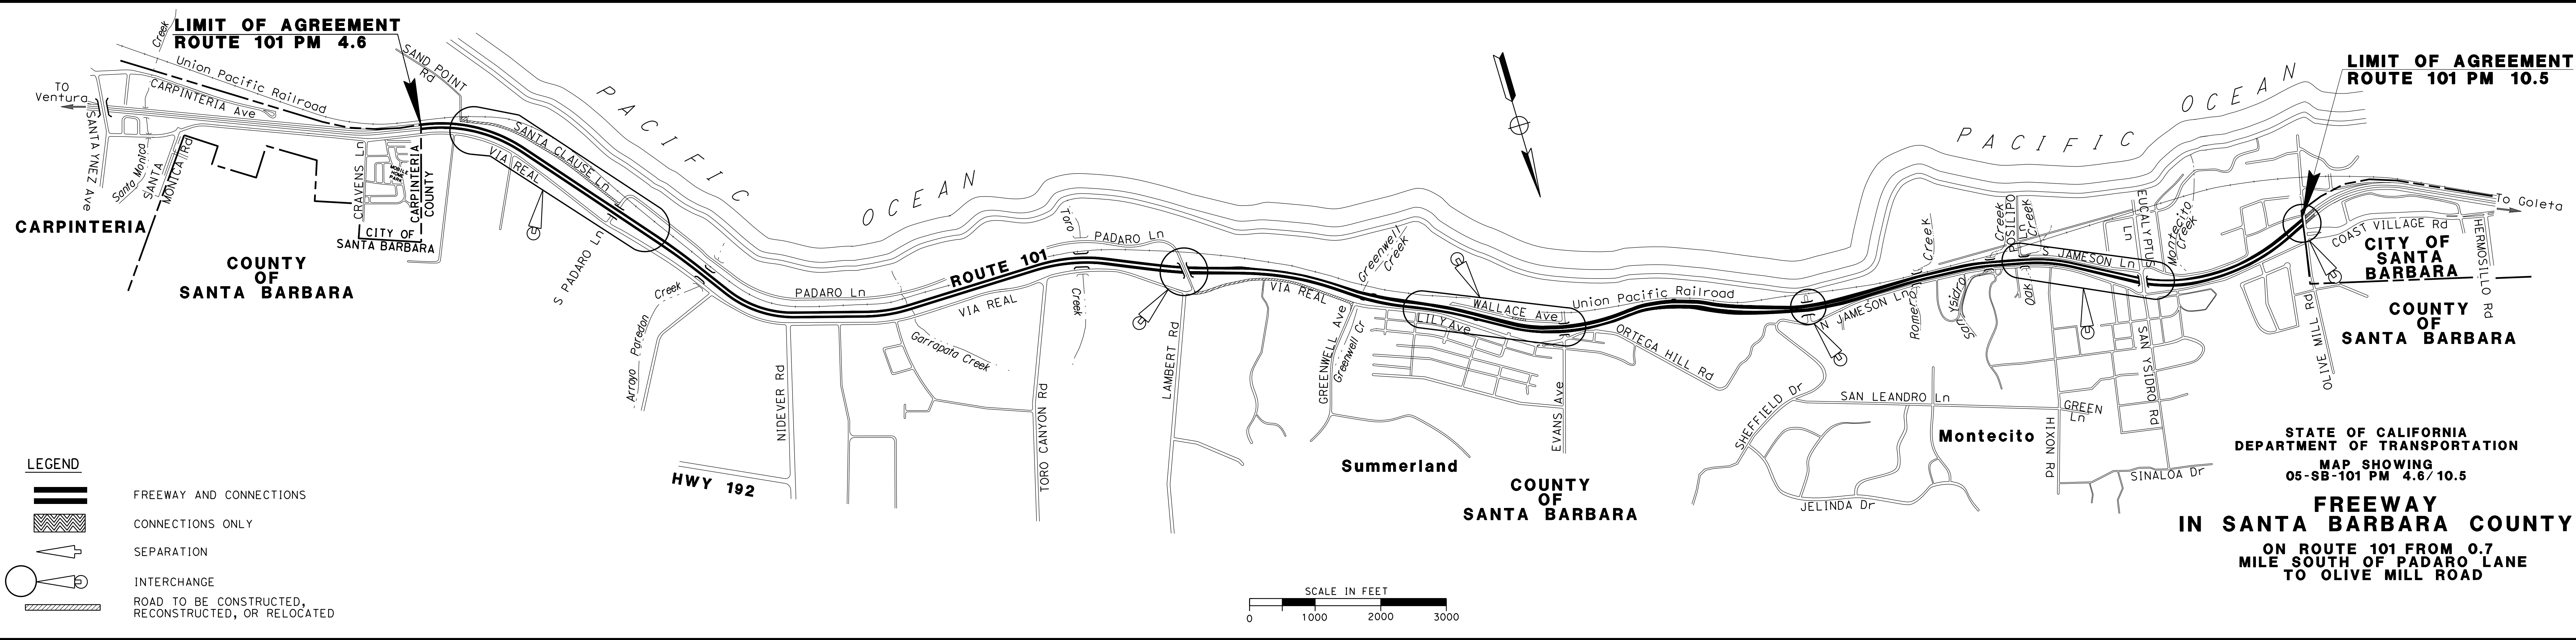 LIMIT OF AGREEMENT
ROUTE 101 PM 4.6
Creek
TO
Ventura
Union Pacific Railroad
CARPINTERIA Ave
SANTA YNEZ AVe
Santa Monica
SANTA
MONICA Rd
CARPINTERIA
CRAVENS Ln
MOBILE
HOME
PARK
CARPINTERIA
COUNTY
CITY OF
SANTA BARBARA
COUNTY
OF
SANTA BARBARA
SAND POINT
Rd
SANTA CLAUSE Ln
VIA REAL
S PADARO Ln
PACIFIC
OCEAN
Creek
Arroyo Paredon
PADARO Ln
NIDEVER Rd
HWY 192
Garrapata Creek
ROUTE 101
VIA REAL
TORO CANYON Rd
Toro
Creek
PADARO Ln
LAMBERT Rd
VIA REAL
Greenwell
Creek
GREENWELL Ave
Greenwell Cr
WALLACE Ave
LILY Ave
Summerland
EVANS Ave
COUNTY
OF
SANTA BARBARA
Union Pacific Railroad
ORTEGA HILL Rd
SHEFFIELD Dr
N JAMESON Ln
Romero Creek
SAN LEANDRO Ln
JELINDA Dr
Montecito
San Ysidro
Creek
POSILIPO
Ln
Oak Creek
HIXON Rd
GREEN
Ln
S JAMESON Ln
EUCALYPTUS
Ln
Montecito
Creek
SAN YSIDRO Rd
SINALOA Dr
PACIFIC
OCEAN
LIMIT OF AGREEMENT
ROUTE 101 PM 10.5
To Goleta
COAST VILLAGE Rd
CITY OF
SANTA
BARBARA
HERMOSILLO Rd
OLIVE MILL Rd
COUNTY
OF
SANTA BARBARA
STATE OF CALIFORNIA
DEPARTMENT OF TRANSPORTATION
MAP SHOWING
05-SB-101 PM 4.6/10.5
FREEWAY
IN SANTA BARBARA COUNTY
ON ROUTE 101 FROM 0.7
MILE SOUTH OF PADARO LANE
TO OLIVE MILL ROAD
LEGEND
FREEWAY AND CONNECTIONS
CONNECTIONS ONLY
SEPARATION
INTERCHANGE
ROAD TO BE CONSTRUCTED,
RECONSTRUCTED, OR RELOCATED
SCALE IN FEET
0 1000 2000 3000